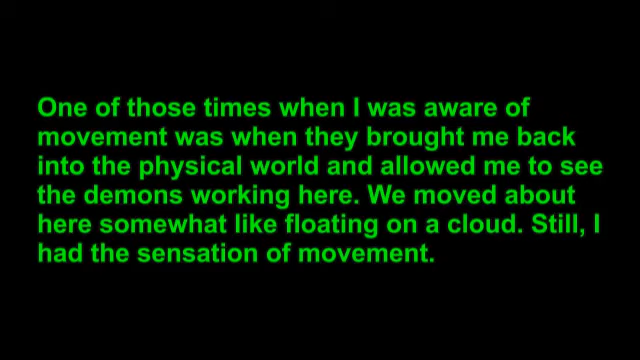 One of those times when I was aware of
movement was when they brought me back
into the physical world and allowed me to see
the demons working here. We moved about
here somewhat like floating on a cloud. Still, I
had the sensation of movement.